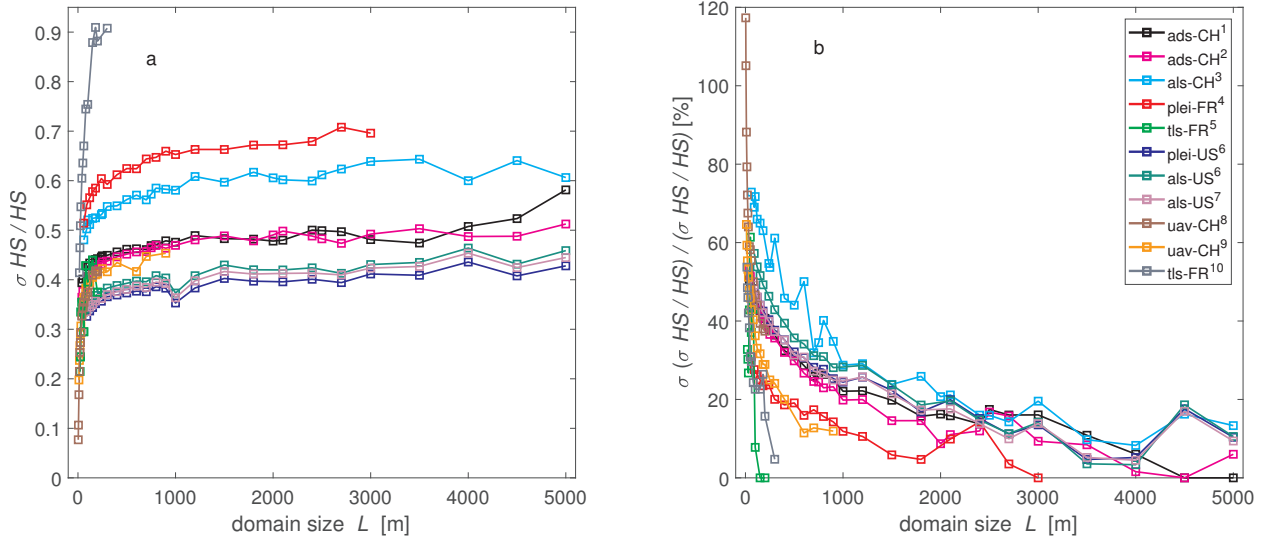 a
σ HS / HS
0.9
0.8
0.7
0.6
0.5
0.4
0.3
0.2
0.1
0
0
1000
2000
3000
4000
5000
domain size L [m]
b
σ (σ HS / HS) / (σ HS / HS) [%]
120
100
80
60
40
20
0
0
1000
2000
3000
4000
5000
domain size L [m]
ads-CH¹
ads-CH²
als-CH³
plei-FR⁴
tls-FR⁵
plei-US⁶
als-US⁶
als-US⁷
uav-CH⁸
uav-CH⁹
tls-FR¹⁰